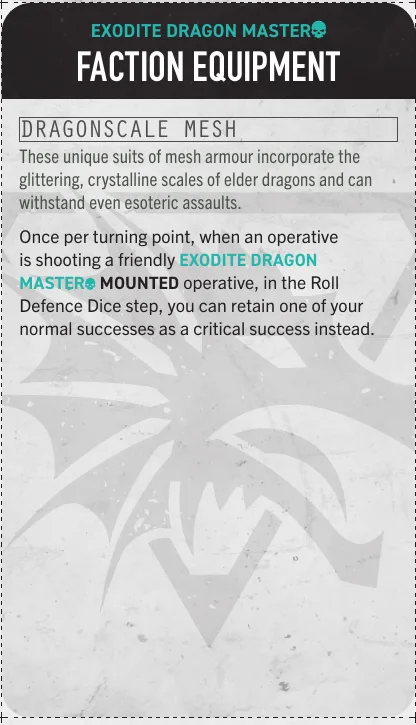 EXODITE DRAGON MASTER
FACTION EQUIPMENT
DRAGONSCALE MESH
These unique suits of mesh armour incorporate the
glittering, crystalline scales of elder dragons and can
withstand even esoteric assaults.
Once per turning point, when an operative
is shooting a friendly EXODITE DRAGON
MASTER MOUNTED operative, in the Roll
Defence Dice step, you can retain one of your
normal successes as a critical success instead.